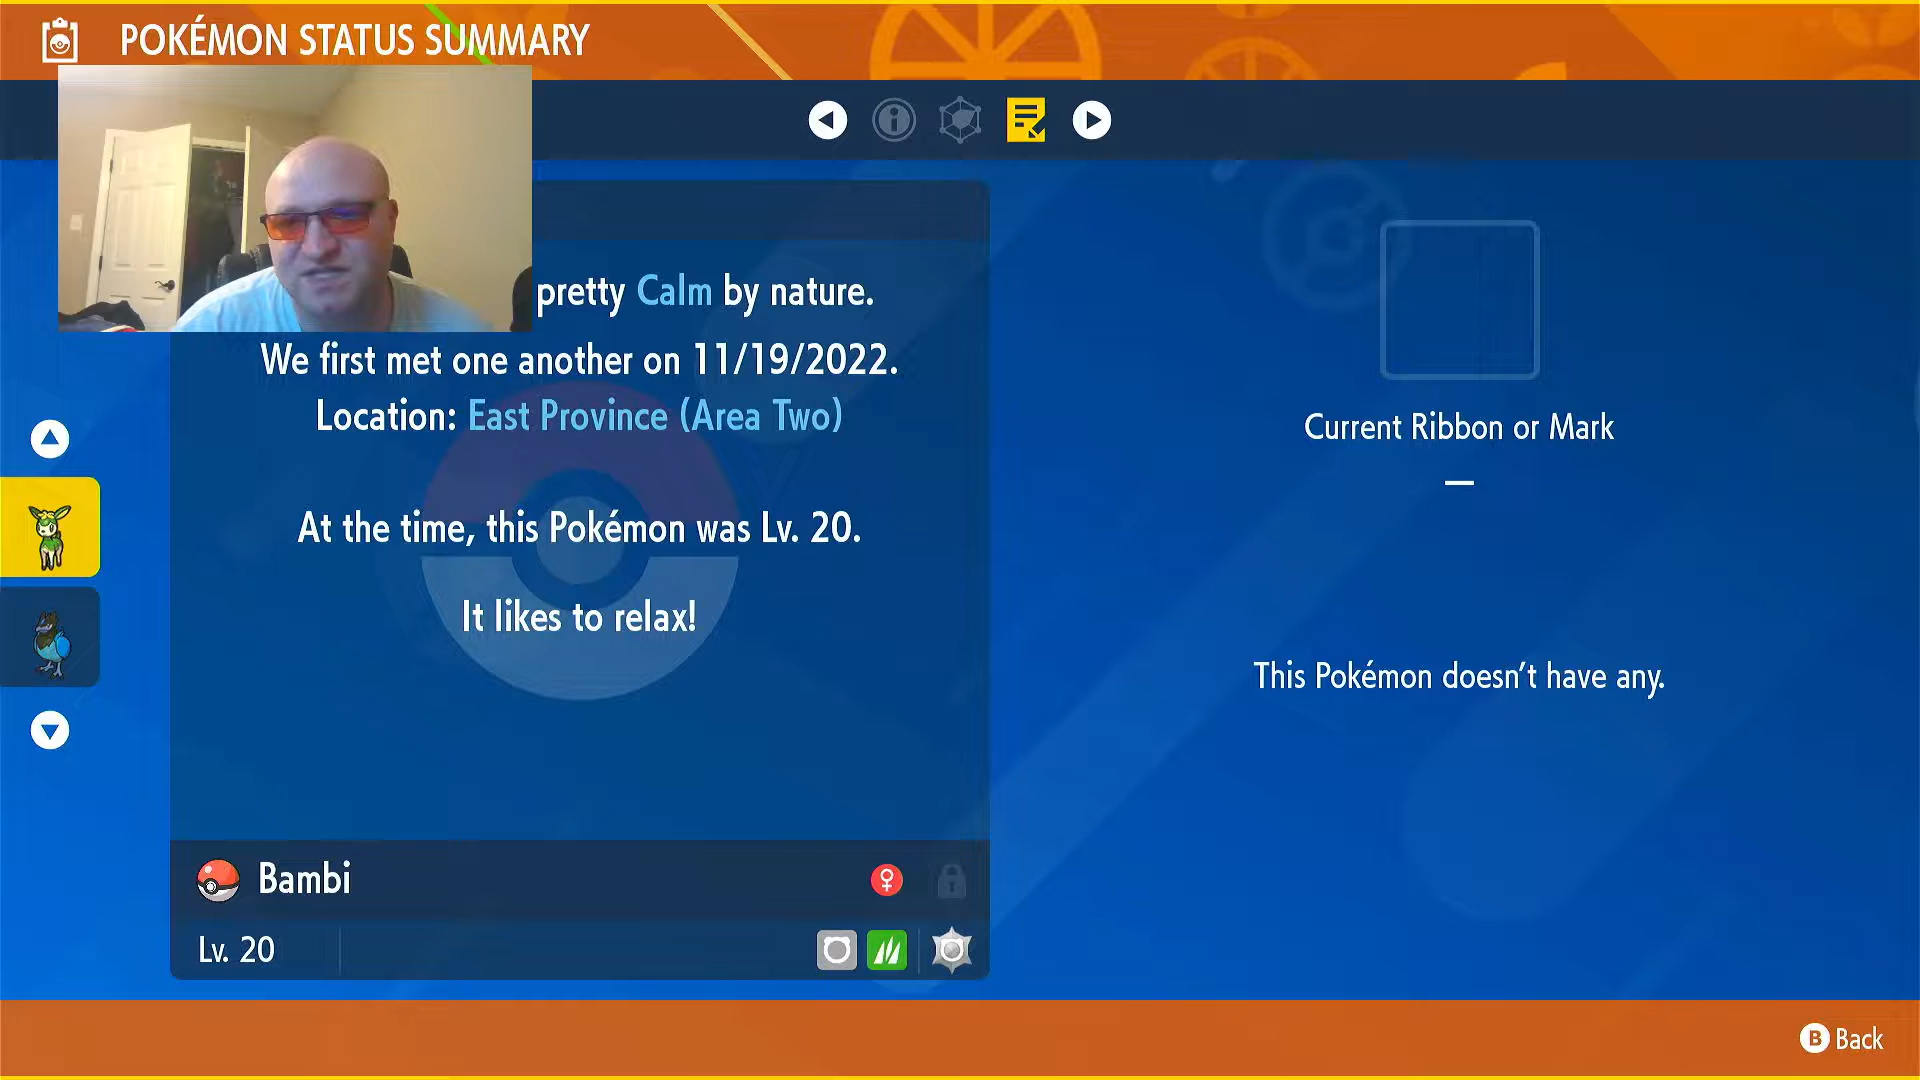 POKÉMON STATUS SUMMARY
pretty Calm by nature.
We first met one another on 11/19/2022.
Location: East Province (Area Two)
At the time, this Pokémon was Lv. 20.
It likes to relax!
Current Ribbon or Mark
—
This Pokémon doesn't have any.
Bambi
Lv. 20
B Back